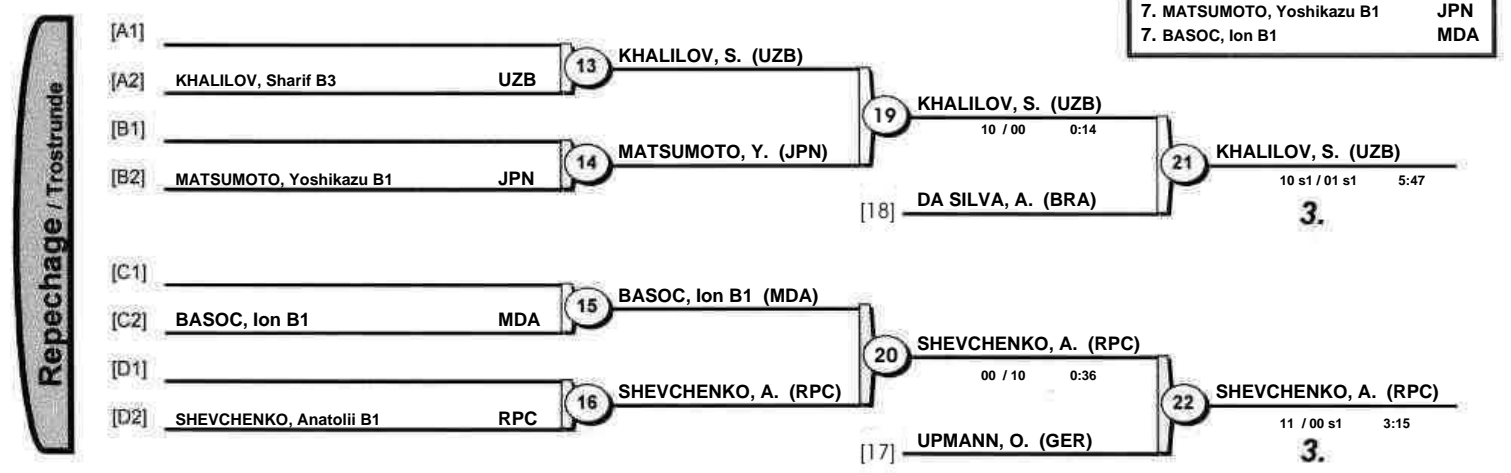 7. MATSUMOTO, Yoshikazu B1 JPN
7. BASOC, Ion B1 MDA
Repechage / Trostrunde
[A1]
[A2] KHALILOV, Sharif B3 UZB
13
KHALILOV, S. (UZB)
[B1]
[B2] MATSUMOTO, Yoshikazu B1 JPN
14
MATSUMOTO, Y. (JPN)
19
KHALILOV, S. (UZB)
10 / 00 0:14
[18] DA SILVA, A. (BRA)
21
KHALILOV, S. (UZB)
10 s1 / 01 s1 5:47
3.
[C1]
[C2] BASOC, Ion B1 MDA
15
BASOC, Ion B1 (MDA)
[D1]
[D2] SHEVCHENKO, Anatolii B1 RPC
16
SHEVCHENKO, A. (RPC)
20
SHEVCHENKO, A. (RPC)
00 / 10 0:36
[17] UPMANN, O. (GER)
22
SHEVCHENKO, A. (RPC)
11 / 00 s1 3:15
3.